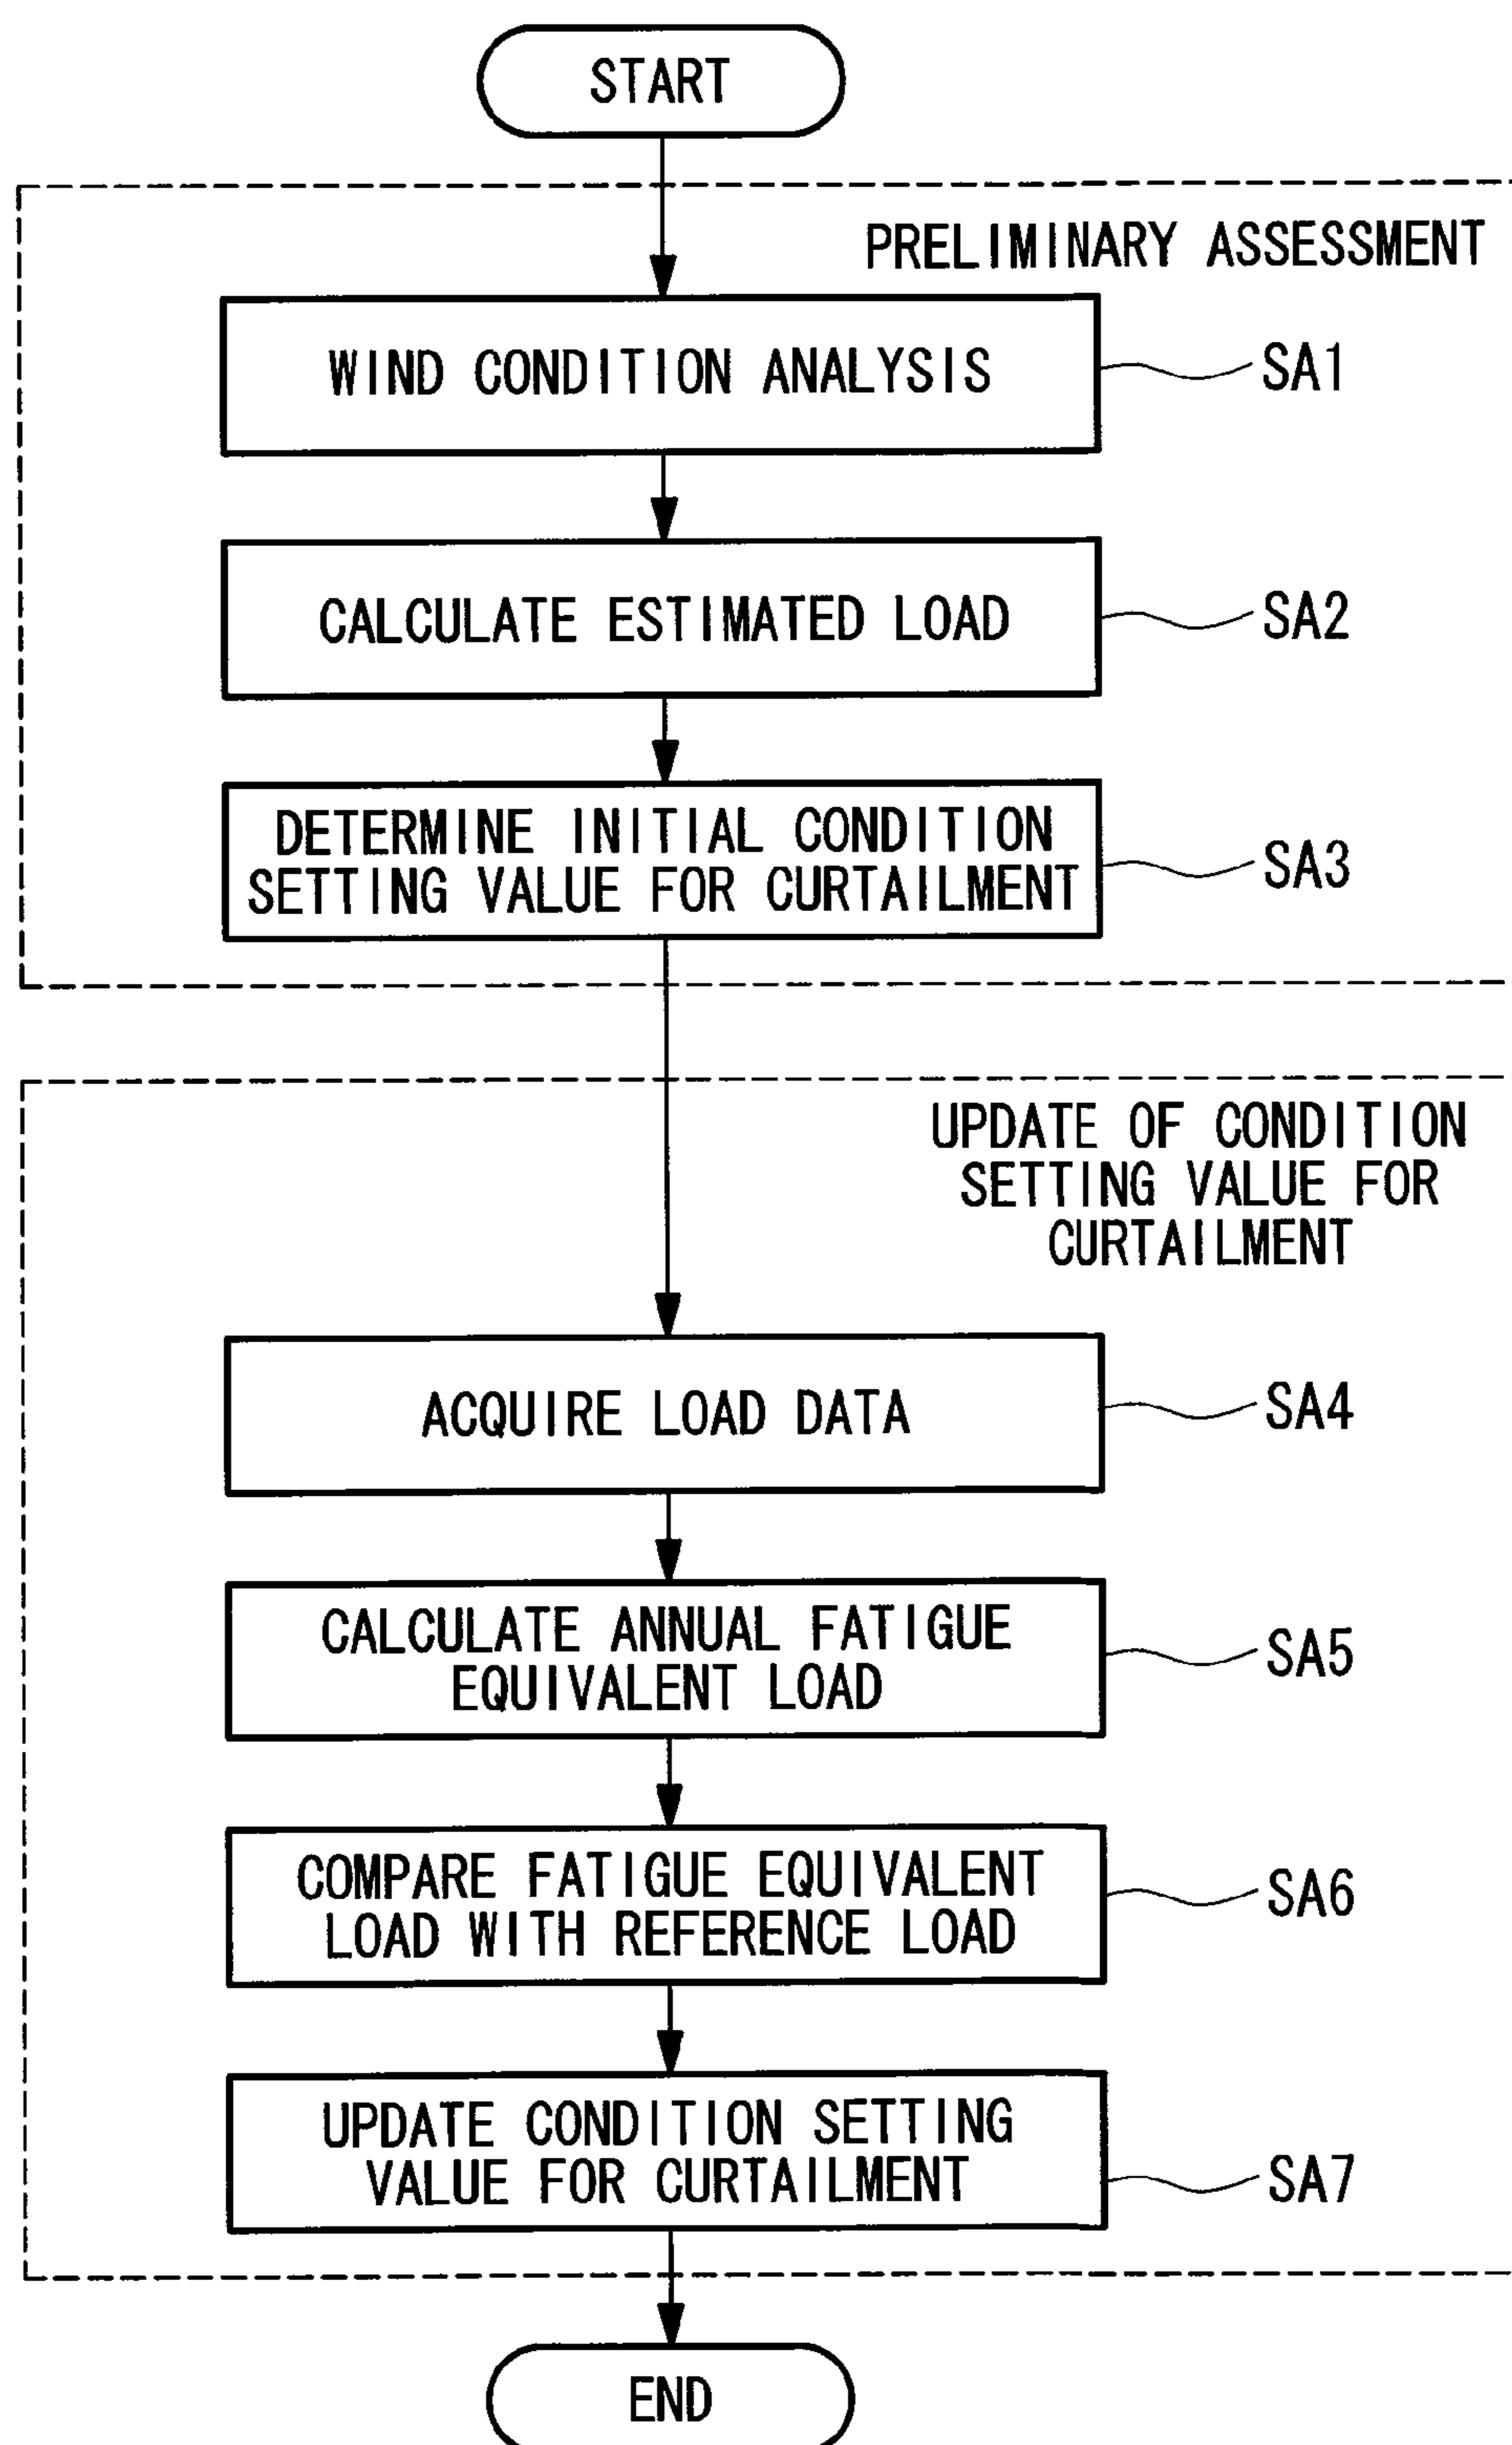 START
PRELIMINARY ASSESSMENT
WIND CONDITION ANALYSIS
SA1
CALCULATE ESTIMATED LOAD
SA2
DETERMINE INITIAL CONDITION
SETTING VALUE FOR CURTAILMENT
SA3
UPDATE OF CONDITION
SETTING VALUE FOR
CURTAILMENT
ACQUIRE LOAD DATA
SA4
CALCULATE ANNUAL FATIGUE
EQUIVALENT LOAD
SA5
COMPARE FATIGUE EQUIVALENT
LOAD WITH REFERENCE LOAD
SA6
UPDATE CONDITION SETTING
VALUE FOR CURTAILMENT
SA7
END